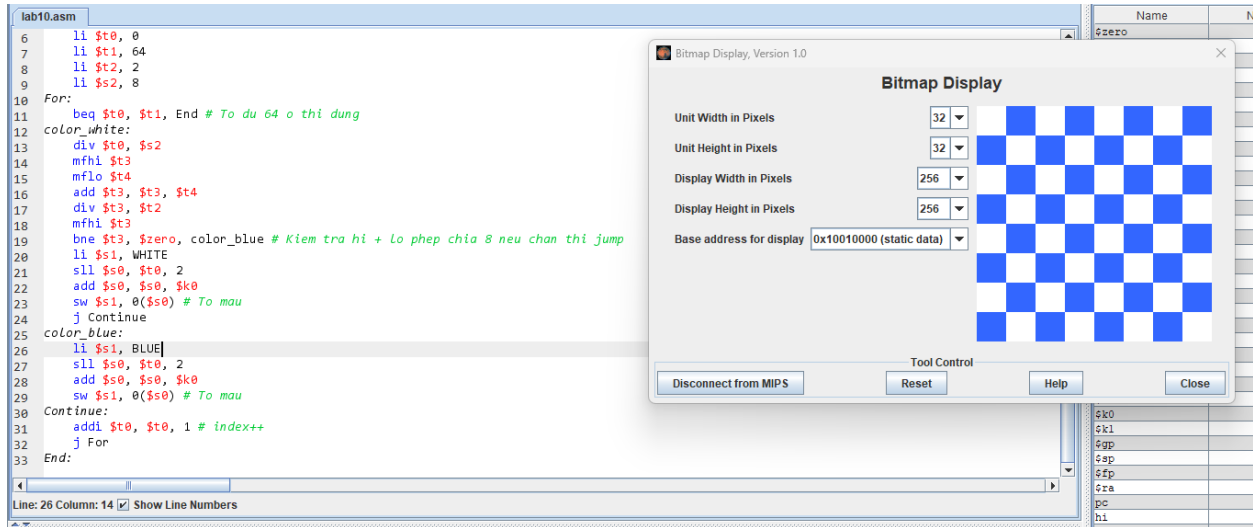 lab10.asm
6 li $t0, 0
7 li $t1, 64
8 li $t2, 2
9 li $s2, 8
10 For:
11 beq $t0, $t1, End # To du 64 o thi dung
12 color_white:
13 div $t0, $s2
14 mfhi $t3
15 mflo $t4
16 add $t3, $t3, $t4
17 div $t3, $t2
18 mfhi $t3
19 bne $t3, $zero, color_blue # Kiem tra hi + lo phep chia 8 neu chan thi jump
20 li $s1, WHITE
21 sll $s0, $t0, 2
22 add $s0, $s0, $k0
23 sw $s1, 0($s0) # To mau
24 j Continue
25 color_blue:
26 li $s1, BLUE
27 sll $s0, $t0, 2
28 add $s0, $s0, $k0
29 sw $s1, 0($s0) # To mau
30 Continue:
31 addi $t0, $t0, 1 # index++
32 j For
33 End:
Line: 26 Column: 14 Show Line Numbers
Bitmap Display, Version 1.0
Bitmap Display
Unit Width in Pixels 32
Unit Height in Pixels 32
Display Width in Pixels 256
Display Height in Pixels 256
Base address for display 0x10010000 (static data)
Tool Control
Disconnect from MIPS Reset Help Close
Name
$zero
$k0
$k1
$gp
$sp
$fp
$ra
pc
hi